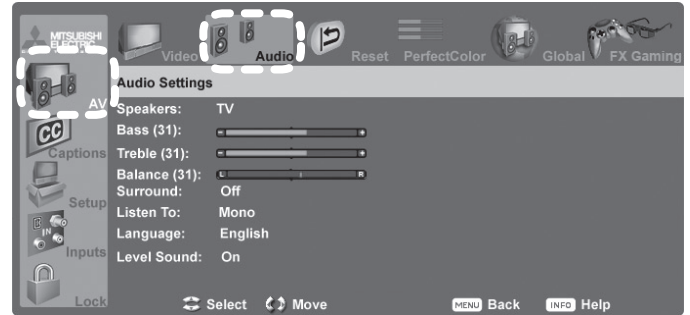 MITSUBISHI
ELECTRIC
Video Audio Reset PerfectColor Global FX Gaming
AV
Audio Settings
Speakers: TV
CC
Captions
Bass (31): - +
Treble (31): - +
Balance (31): L R
Surround: Off
Setup
Listen To: Mono
Language: English
IN
Inputs
Level Sound: On
Lock
Select Move MENU Back INFO Help